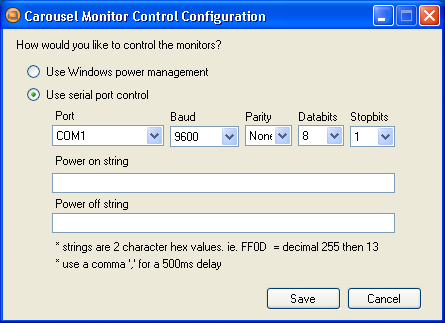 Carousel Monitor Control Configuration
How would you like to control the monitors?
Use Windows power management
Use serial port control
Port Baud Parity Databits Stopbits
COM1 9600 None 8 1
Power on string
Power off string
* strings are 2 character hex values. ie. FF0D = decimal 255 then 13
* use a comma ',' for a 500ms delay
Save Cancel